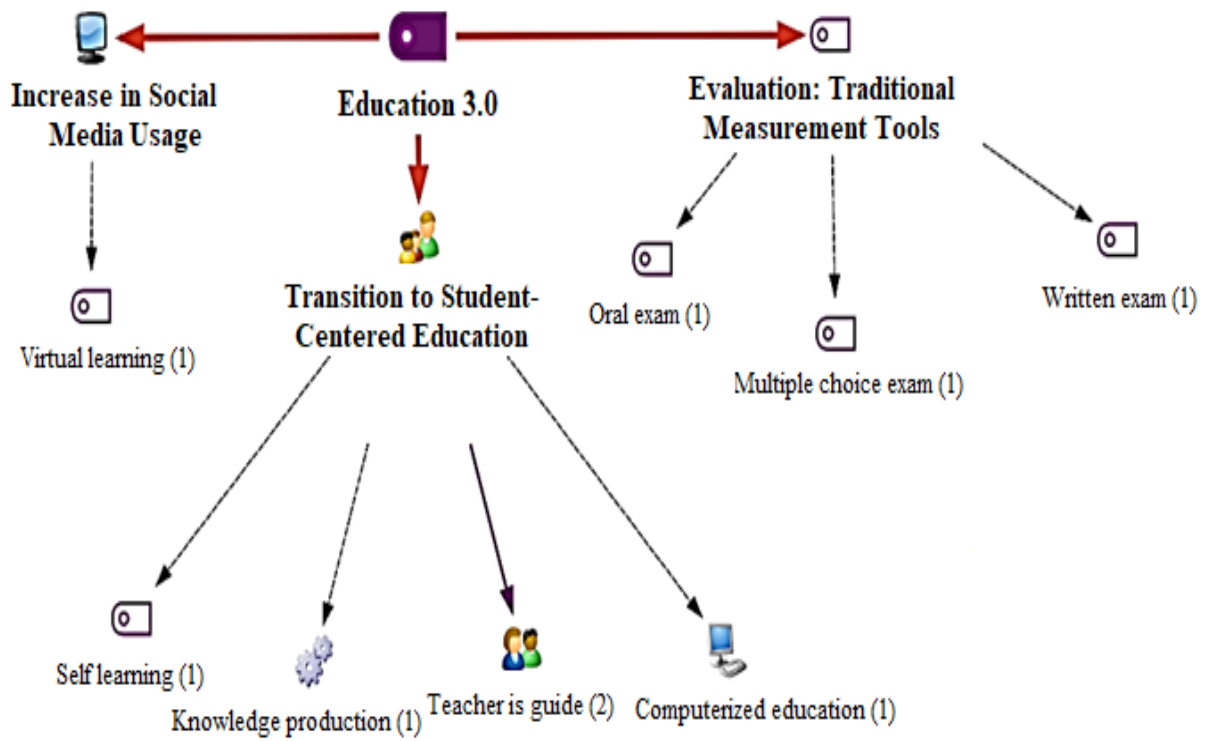 Increase in Social
Media Usage
Education 3.0
Evaluation: Traditional
Measurement Tools
Virtual learning (1)
Transition to Student-
Centered Education
Oral exam (1)
Multiple choice exam (1)
Written exam (1)
Self learning (1)
Knowledge production (1)
Teacher is guide (2)
Computerized education (1)